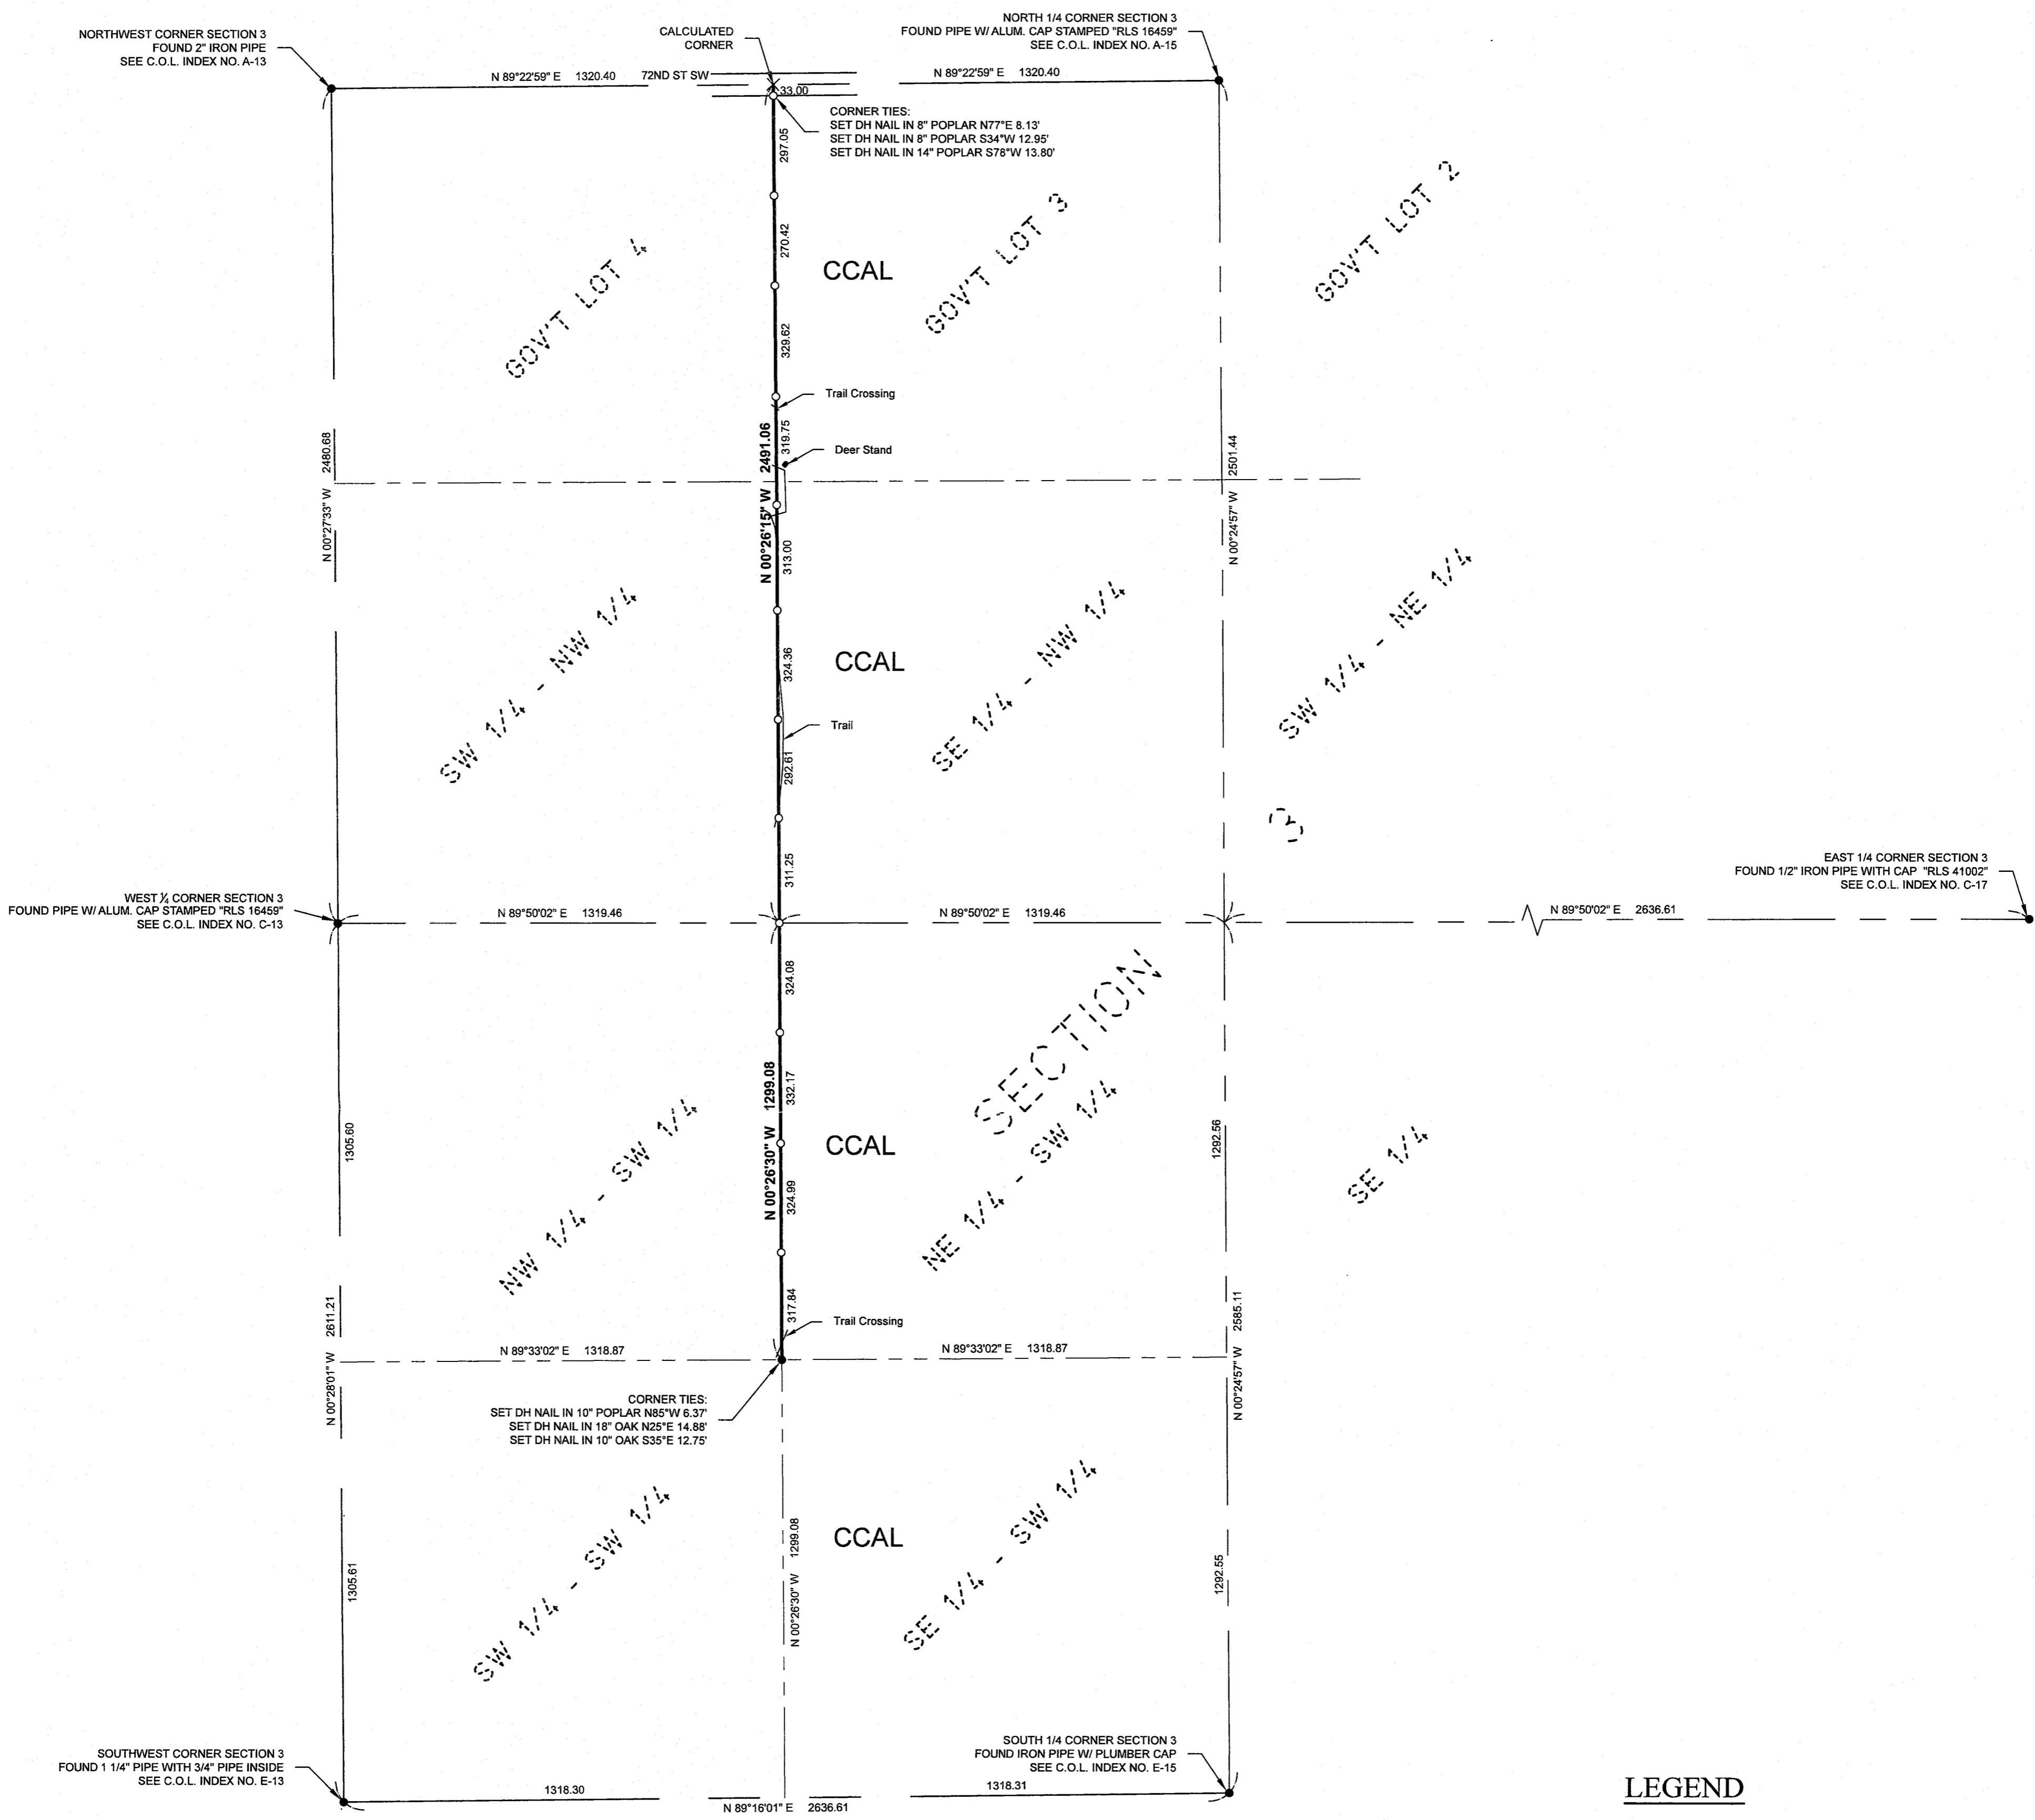 NORTHWEST CORNER SECTION 3
FOUND 2" IRON PIPE
SEE C.O.L. INDEX NO. A-13
CALCULATED
CORNER
NORTH 1/4 CORNER SECTION 3
FOUND PIPE W/ ALUM. CAP STAMPED "RLS 16459"
SEE C.O.L. INDEX NO. A-15
N 89°22'59" E 1320.40
72ND ST SW
N 89°22'59" E 1320.40
33.00
CORNER TIES:
SET DH NAIL IN 8" POPLAR N77°E 8.13'
SET DH NAIL IN 8" POPLAR S34°W 12.95'
SET DH NAIL IN 14" POPLAR S78°W 13.80'
297.05
270.42
329.62
319.75
313.00
324.36
292.61
311.25
GOV'T LOT 4
CCAL
GOV'T LOT 3
GOV'T LOT 2
Trail Crossing
Deer Stand
N 00°27'33" W 2480.68
N 00°26'15" W 2491.06
N 00°24'57" W 2501.44
SW 1/4 - NW 1/4
CCAL
SE 1/4 - NW 1/4
SW 1/4 - NE 1/4
Trail
3
EAST 1/4 CORNER SECTION 3
FOUND 1/2" IRON PIPE WITH CAP "RLS 41002"
SEE C.O.L. INDEX NO. C-17
WEST ¼ CORNER SECTION 3
FOUND PIPE W/ ALUM. CAP STAMPED "RLS 16459"
SEE C.O.L. INDEX NO. C-13
N 89°50'02" E 1319.46
N 89°50'02" E 1319.46
N 89°50'02" E 2636.61
324.08
332.17
324.99
317.84
SECTION
1305.60
N 00°26'30" W 1299.08
CCAL
1292.56
NW 1/4 - SW 1/4
NE 1/4 - SW 1/4
SE 1/4
Trail Crossing
N 00°28'01" W 2611.21
N 00°24'57" W 2585.11
N 89°33'02" E 1318.87
N 89°33'02" E 1318.87
CORNER TIES:
SET DH NAIL IN 10" POPLAR N85°W 6.37'
SET DH NAIL IN 18" OAK N25°E 14.88'
SET DH NAIL IN 10" OAK S35°E 12.75'
1305.61
N 00°26'30" W 1299.08
CCAL
1292.55
SW 1/4 - SW 1/4
SE 1/4 - SW 1/4
SOUTHWEST CORNER SECTION 3
FOUND 1 1/4" PIPE WITH 3/4" PIPE INSIDE
SEE C.O.L. INDEX NO. E-13
SOUTH 1/4 CORNER SECTION 3
FOUND IRON PIPE W/ PLUMBER CAP
SEE C.O.L. INDEX NO. E-15
1318.30
1318.31
N 89°16'01" E 2636.61
LEGEND